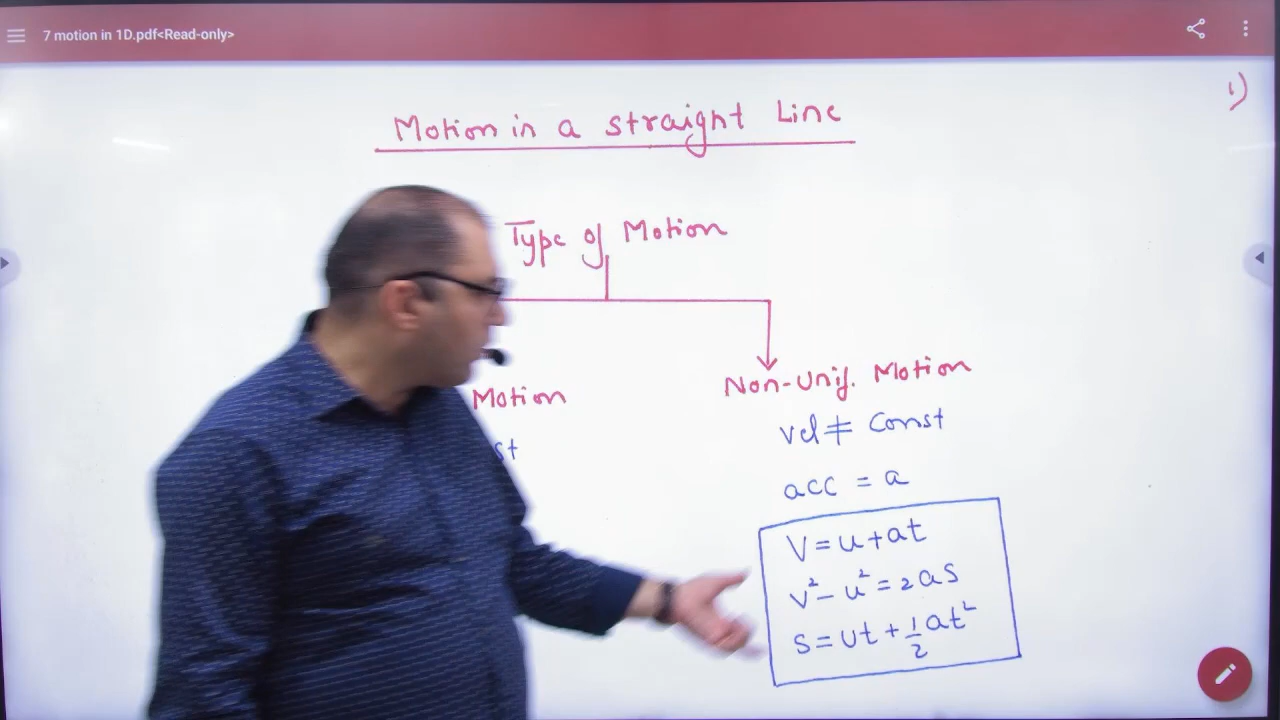 7 motion in 1D.pdf<Read-only>
1)
Motion in a straight Line
Type of Motion
Motion
Non-Unif. Motion
st
vel ≠ Const
acc = a
V = u + at
v² - u² = 2as
s = ut + 1/2 at²